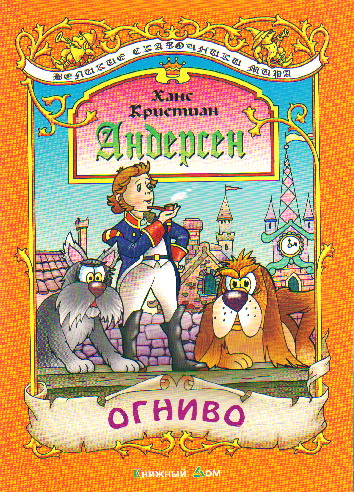 ВЕЛИКИЕ СКАЗОЧНИКИ МИРА
Ханс
Кристиан
Андерсен
ОГНИВО
Книжный Дом